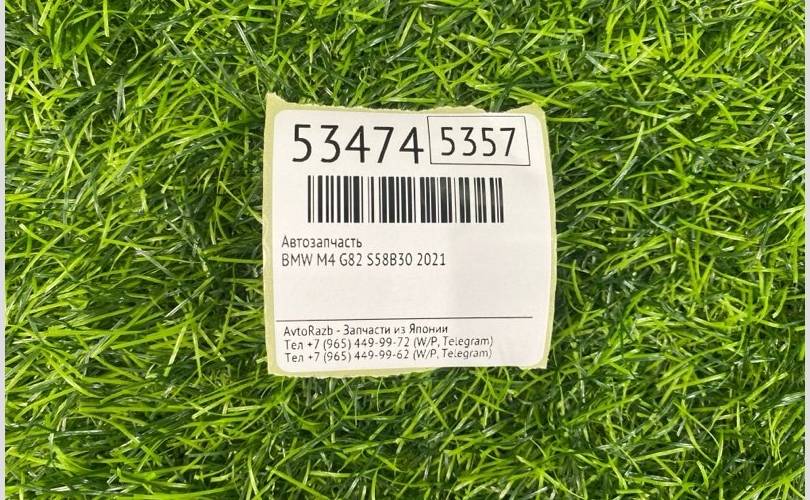 53474 5357
Автозапчасть
BMW M4 G82 S58B30 2021
AvtoRazb - Запчасти из Японии
Тел +7 (965) 449-99-72 (W/P, Telegram)
Тел +7 (965) 449-99-62 (W/P, Telegram)